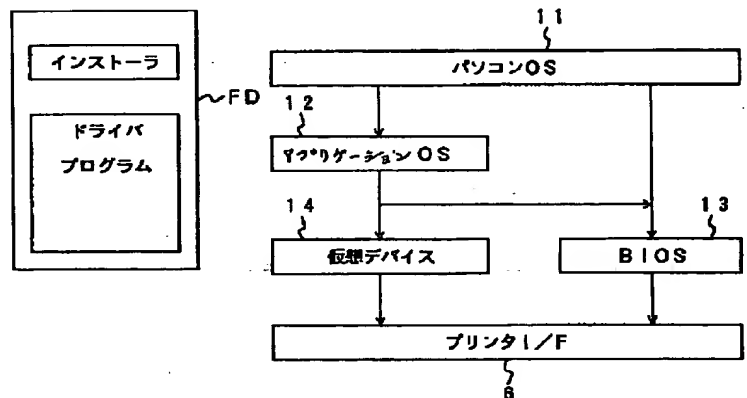 インストーラ
ドライバ
プログラム
FD
11
パソコンOS
12
アプリケーションOS
14
仮想デバイス
13
BIOS
プリンタI/F
6